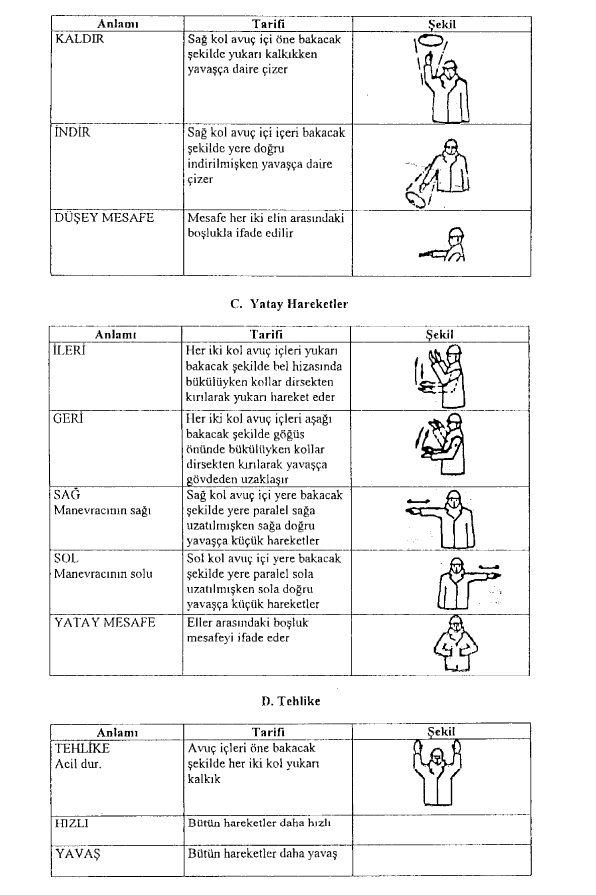 Anlamı Tarifi Şekil
KALDIR Sağ kol avuç içi öne bakacak
şekilde yukarı kalkıkken
yavaşça daire çizer
İNDİR Sağ kol avuç içi içeri bakacak
şekilde yere doğru
indirilmişken yavaşça daire
çizer
DÜŞEY MESAFE Mesafe her iki elin arasındaki
boşlukla ifade edilir
C. Yatay Hareketler
Anlamı Tarifi Şekil
İLERİ Her iki kol avuç içleri yukarı
bakacak şekilde bel hizasında
bükülüyken kollar dirsekten
kırılarak yukarı hareket eder
GERİ Her iki kol avuç içleri aşağı
bakacak şekilde göğüs
önünde bükülüyken kollar
dirsekten kırılarak yavaşça
gövdeden uzaklaşır
SAĞ Sağ kol avuç içi yere bakacak
Manevracının sağı şekilde yere paralel sağa
uzatılmışken sağa doğru
yavaşça küçük hareketler
SOL Sol kol avuç içi yere bakacak
Manevracının solu şekilde yere paralel sola
uzatılmışken sola doğru
yavaşça küçük hareketler
YATAY MESAFE Eller arasındaki boşluk
mesafeyi ifade eder
D. Tehlike
Anlamı Tarifi Şekil
TEHLİKE Avuç içleri öne bakacak
Acil dur. şekilde her iki kol yukarı
kalkık
HIZLI Bütün hareketler daha hızlı
YAVAŞ Bütün hareketler daha yavaş